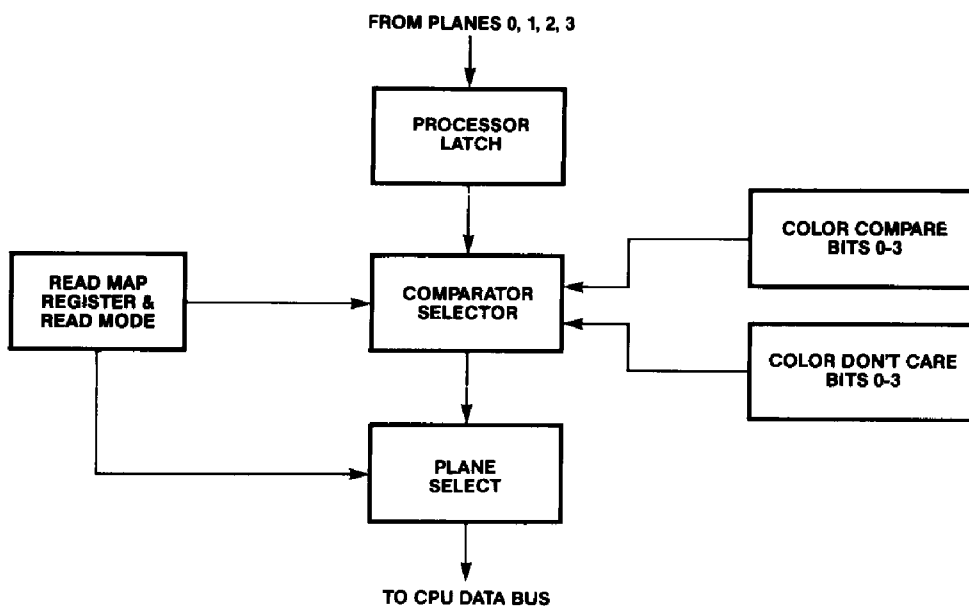 FROM PLANES 0, 1, 2, 3
PROCESSOR
LATCH
COLOR COMPARE
BITS 0-3
READ MAP
REGISTER &
READ MODE
COMPARATOR
SELECTOR
COLOR DON'T CARE
BITS 0-3
PLANE
SELECT
TO CPU DATA BUS